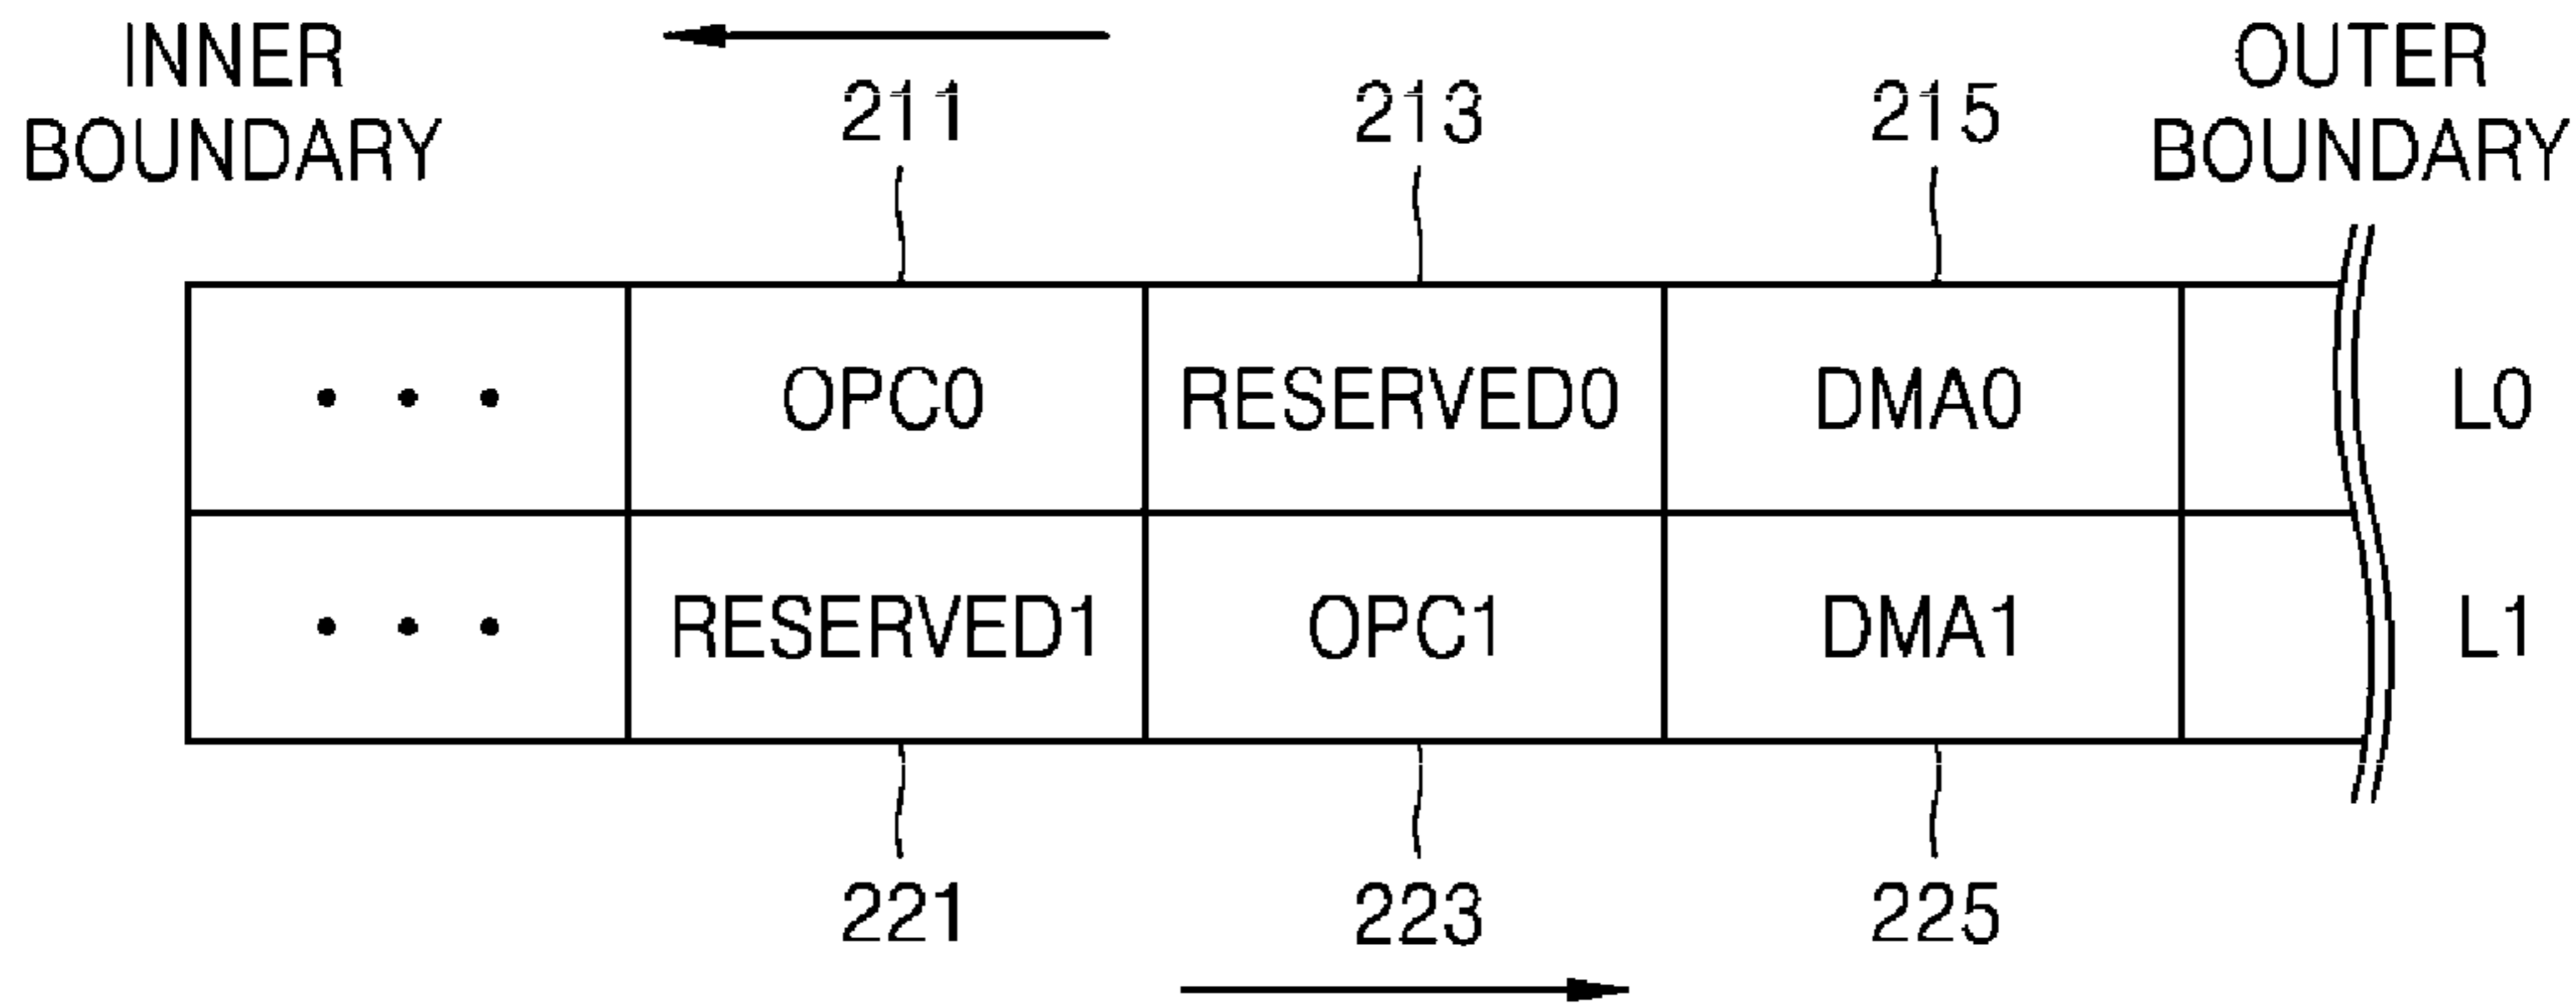 INNER BOUNDARY
OUTER BOUNDARY
211 213 215
• • • OPC0 RESERVED0 DMA0 L0
• • • RESERVED1 OPC1 DMA1 L1
221 223 225